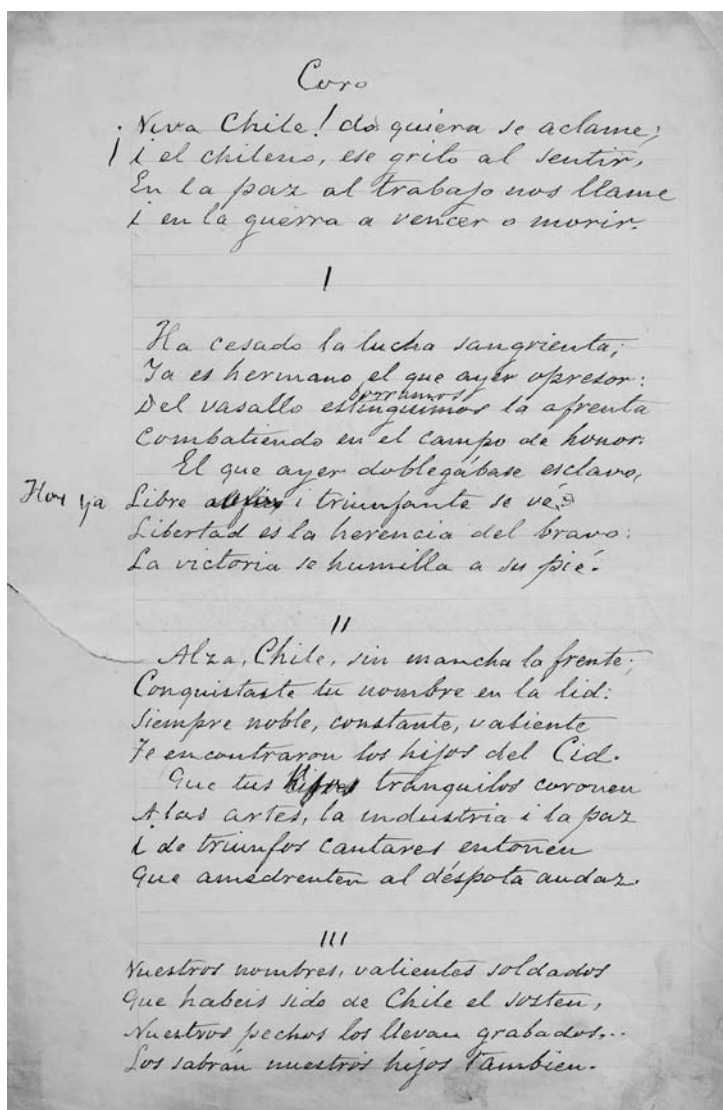 Coro
¡Viva Chile! do quiera se aclame;
i el chileno, ese grito al sentir,
En la paz al trabajo nos llame
i en la guerra a vencer o morir.
I
Ha cesado la lucha sangrienta;
Ya es hermano el que ayer opresor:
borramos
Del vasallo estinguimos la afrenta
Combatiendo en el campo de honor.
El que ayer doblegábase esclavo,
Hoy ya Libre al fin, i triunfante se vé;
Libertad es la herencia del bravo:
La victoria se humilla a su pié.
II
Alza, Chile, sin mancha la frente;
Conquistaste tu nombre en la lid:
Siempre noble, constante, valiente
Te encontraron los hijos del Cid.
Que tus hijos tranquilos coronen
A las artes, la industria i la paz
i de triunfos cantares entonen
Que amedrenten al déspota audaz.
III
Vuestros nombres, valientes soldados
Que habeis sido de Chile el sosten,
Nuestros pechos los llevan grabados...
Los sabrán nuestros hijos tambien.